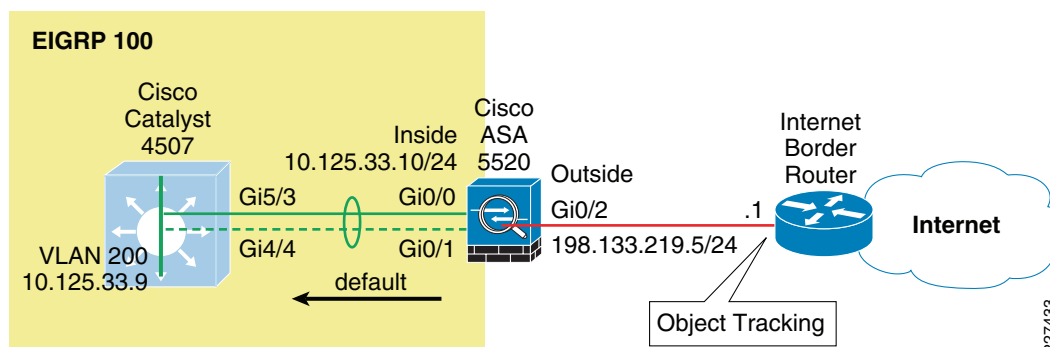 EIGRP 100
Cisco
Catalyst
4507
Inside
10.125.33.10/24
Cisco
ASA
5520
Internet
Border
Router
Outside
Gi5/3
Gi0/0
Gi0/2
.1
Internet
Gi4/4
Gi0/1
198.133.219.5/24
VLAN 200
10.125.33.9
default
Object Tracking
227433